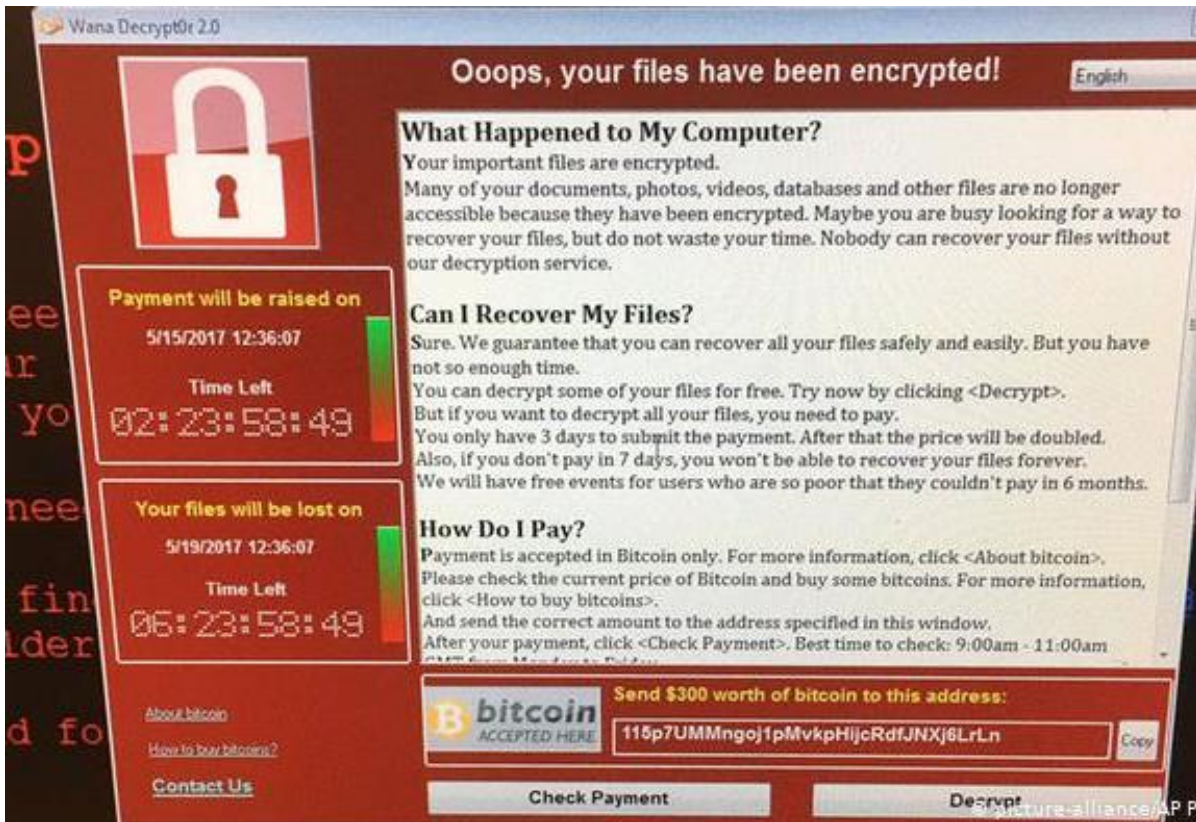 Wana Decrypt0r 2.0
Ooops, your files have been encrypted!
English
What Happened to My Computer?
Your important files are encrypted.
Many of your documents, photos, videos, databases and other files are no longer
accessible because they have been encrypted. Maybe you are busy looking for a way to
recover your files, but do not waste your time. Nobody can recover your files without
our decryption service.
Can I Recover My Files?
Sure. We guarantee that you can recover all your files safely and easily. But you have
not so enough time.
You can decrypt some of your files for free. Try now by clicking <Decrypt>.
But if you want to decrypt all your files, you need to pay.
You only have 3 days to submit the payment. After that the price will be doubled.
Also, if you don't pay in 7 days, you won't be able to recover your files forever.
We will have free events for users who are so poor that they couldn't pay in 6 months.
How Do I Pay?
Payment is accepted in Bitcoin only. For more information, click <About bitcoin>.
Please check the current price of Bitcoin and buy some bitcoins. For more information,
click <How to buy bitcoins>.
And send the correct amount to the address specified in this window.
After your payment, click <Check Payment>. Best time to check: 9:00am - 11:00am
GMT from Monday to Friday
Payment will be raised on
5/15/2017 12:36:07
Time Left
02:23:58:49
Your files will be lost on
5/19/2017 12:36:07
Time Left
06:23:58:49
About bitcoin
How to buy bitcoins?
Contact Us
bitcoin
ACCEPTED HERE
Send $300 worth of bitcoin to this address:
115p7UMMngoj1pMvkpHijcRdfJNXj6LrLn
Copy
Check Payment
Decrypt
p
ee
ur
yo
nee
fin
lder
d fo
© picture-alliance/AP P